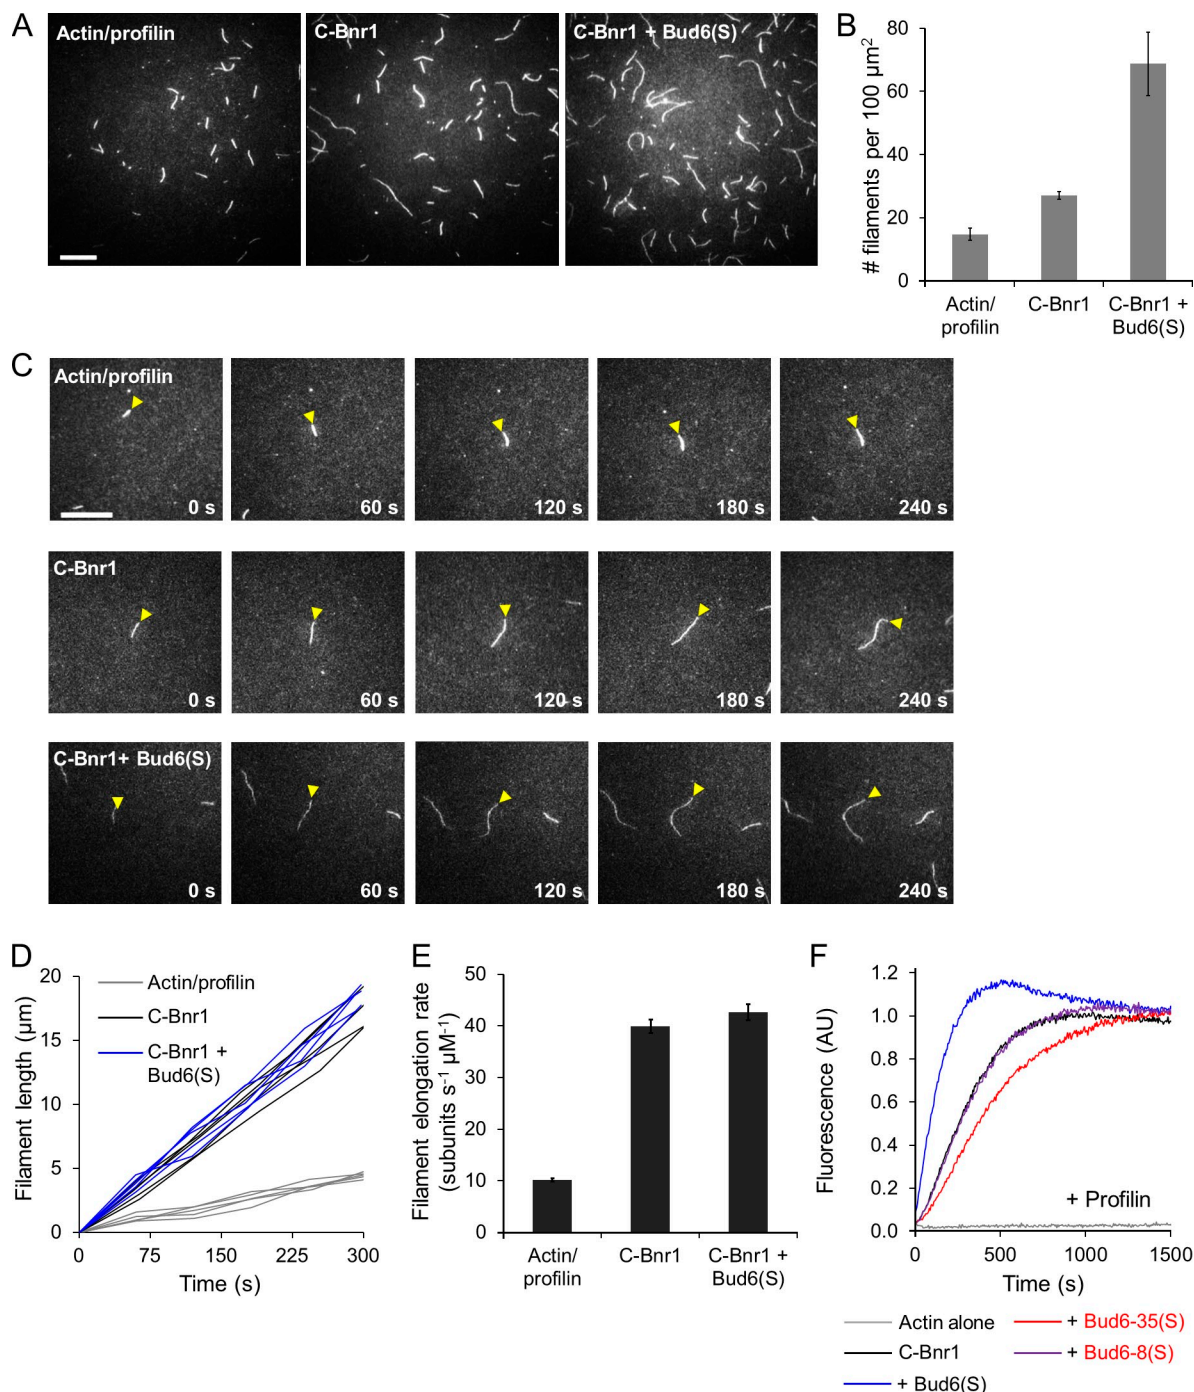 A
Actin/profilin
C-Bnr1
C-Bnr1 + Bud6(S)
B
# filaments per 100 µm²
80
60
40
20
0
Actin/
profilin
C-Bnr1
C-Bnr1 +
Bud6(S)
C
Actin/profilin
0 s
60 s
120 s
180 s
240 s
C-Bnr1
0 s
60 s
120 s
180 s
240 s
C-Bnr1+ Bud6(S)
0 s
60 s
120 s
180 s
240 s
D
Filament length (µm)
20
15
10
5
0
0
75
150
225
300
Time (s)
Actin/profilin
C-Bnr1
C-Bnr1 +
Bud6(S)
E
Filament elongation rate
(subunits s⁻¹ µM⁻¹)
50
40
30
20
10
0
Actin/
profilin
C-Bnr1
C-Bnr1 +
Bud6(S)
F
Fluorescence (AU)
1.2
1.0
0.8
0.6
0.4
0.2
0.0
+ Profilin
0
500
1000
1500
Time (s)
Actin alone
C-Bnr1
+ Bud6(S)
+ Bud6-35(S)
+ Bud6-8(S)